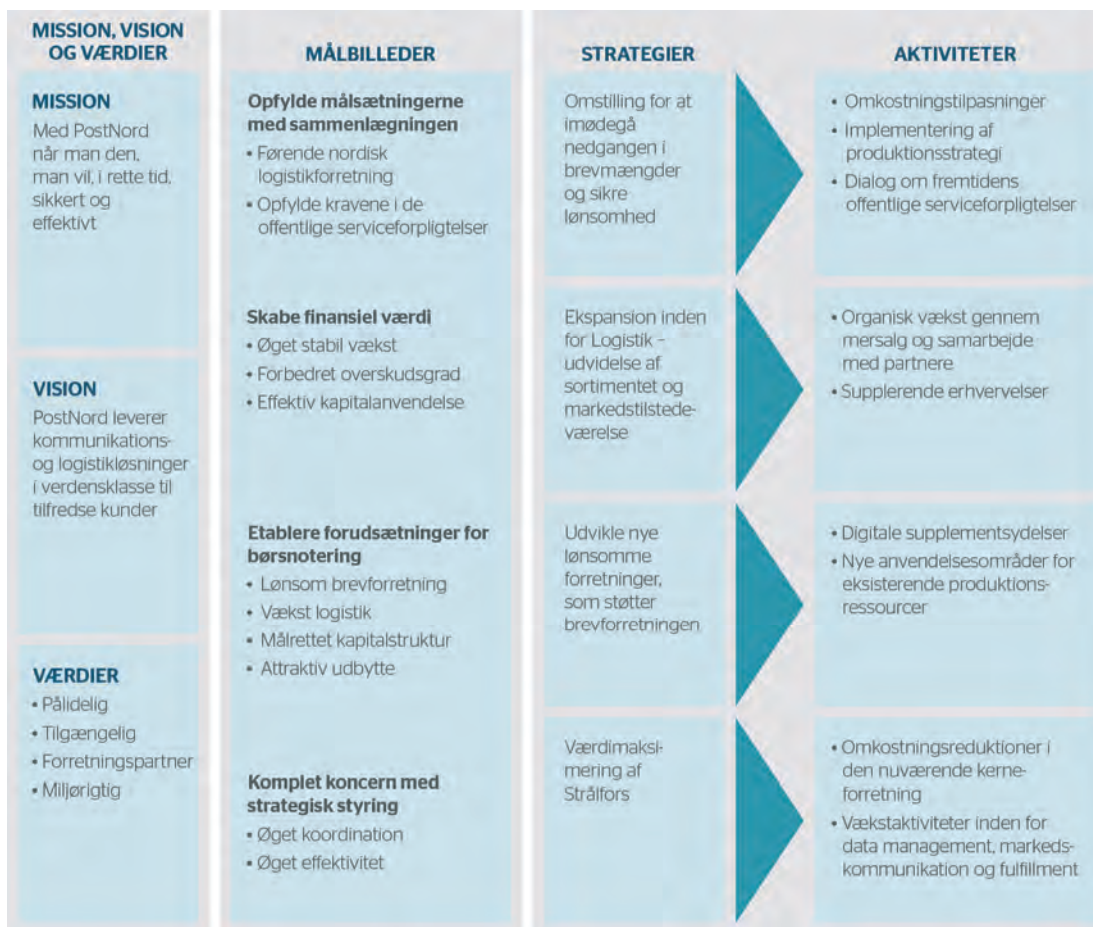 MISSION, VISION
OG VÆRDIER
MISSION
Med PostNord
når man den,
man vil, i rette tid,
sikkert og
effektivt
VISION
PostNord leverer
kommunikations-
og logistikløsninger
i verdensklasse til
tilfredse kunder
VÆRDIER
• Pålidelig
• Tilgængelig
• Forretningspartner
• Miljørigtig
MÅLBILLEDER
Opfylde målsætningerne
med sammenlægningen
• Førende nordisk
logistikforretning
• Opfylde kravene i de
offentlige serviceforpligtelser
Skabe finansiel værdi
• Øget stabil vækst
• Forbedret overskudsgrad
• Effektiv kapitalanvendelse
Etablere forudsætninger for
børsnotering
• Lønsom brevforretning
• Vækst logistik
• Målrettet kapitalstruktur
• Attraktiv udbytte
Komplet koncern med
strategisk styring
• Øget koordination
• Øget effektivitet
STRATEGIER
Omstilling for at
imødegå
nedgangen i
brevmængder
og sikre
lønsomhed
Ekspansion inden
for Logistik –
udvidelse af
sortimentet og
markedstilstede-
værelse
Udvikle nye
lønsomme
forretninger,
som støtter
brevforretningen
Værdimaksi-
mering af
Strålfors
AKTIVITETER
• Omkostningstilpasninger
• Implementering af
produktionsstrategi
• Dialog om fremtidens
offentlige serviceforpligtelser
• Organisk vækst gennem
mersalg og samarbejde
med partnere
• Supplerende erhvervelser
• Digitale supplementsydelser
• Nye anvendelsesområder for
eksisterende produktions-
ressourcer
• Omkostningsreduktioner i
den nuværende kerne-
forretning
• Vækstaktiviteter inden for
data management, markeds-
kommunikation og fulfillment